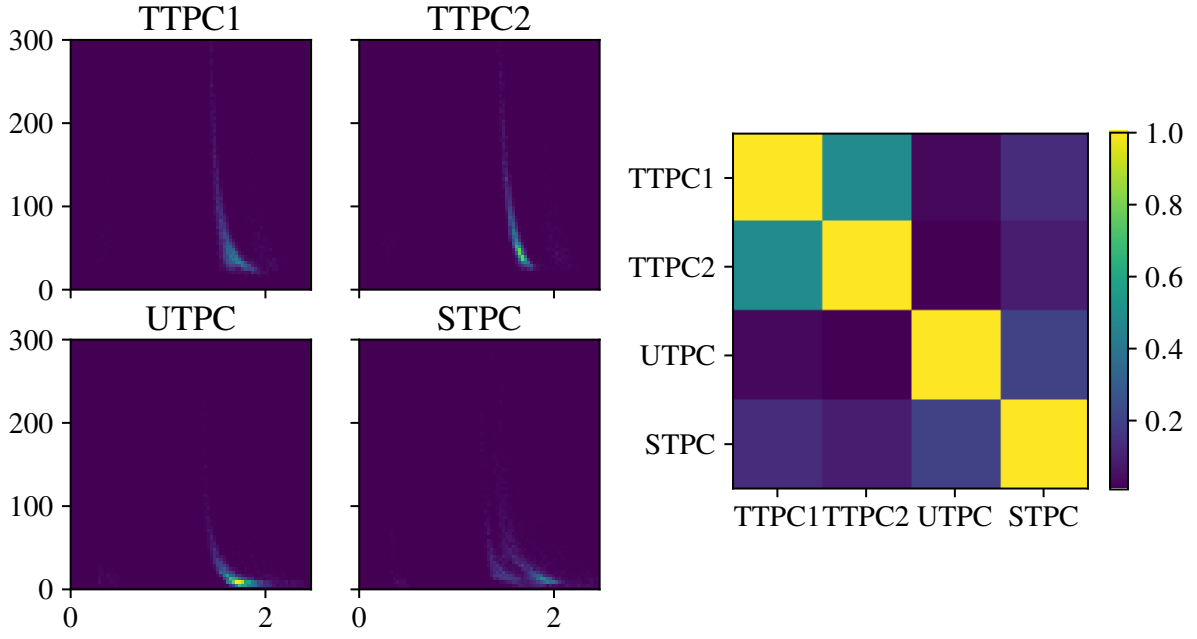 TTPC1 TTPC2
300
200
100
0
UTPC STPC
300
200
100
0
0 2 0 2
TTPC1
TTPC2
UTPC
STPC
TTPC1 TTPC2 UTPC STPC
1.0
0.8
0.6
0.4
0.2